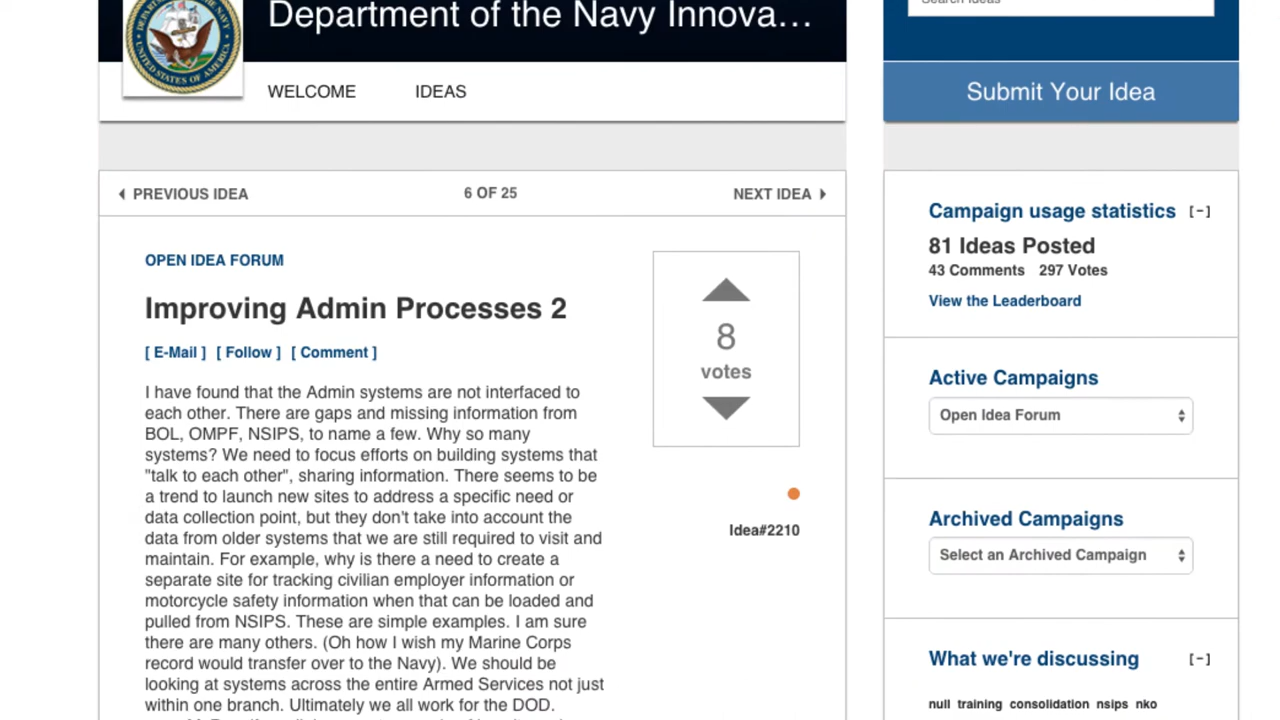 Department of the Navy Innova...
WELCOME
IDEAS
Submit Your Idea
PREVIOUS IDEA
6 OF 25
NEXT IDEA
OPEN IDEA FORUM
Improving Admin Processes 2
[ E-Mail ] [ Follow ] [ Comment ]
I have found that the Admin systems are not interfaced to
each other. There are gaps and missing information from
BOL, OMPF, NSIPS, to name a few. Why so many
systems? We need to focus efforts on building systems that
"talk to each other", sharing information. There seems to be
a trend to launch new sites to address a specific need or
data collection point, but they don't take into account the
data from older systems that we are still required to visit and
maintain. For example, why is there a need to create a
separate site for tracking civilian employer information or
motorcycle safety information when that can be loaded and
pulled from NSIPS. These are simple examples. I am sure
there are many others. (Oh how I wish my Marine Corps
record would transfer over to the Navy). We should be
looking at systems across the entire Armed Services not just
within one branch. Ultimately we all work for the DOD.
8
votes
Idea#2210
Campaign usage statistics [-]
81 Ideas Posted
43 Comments 297 Votes
View the Leaderboard
Active Campaigns
Open Idea Forum
Archived Campaigns
Select an Archived Campaign
What we're discussing [-]
null training consolidation nsips nko